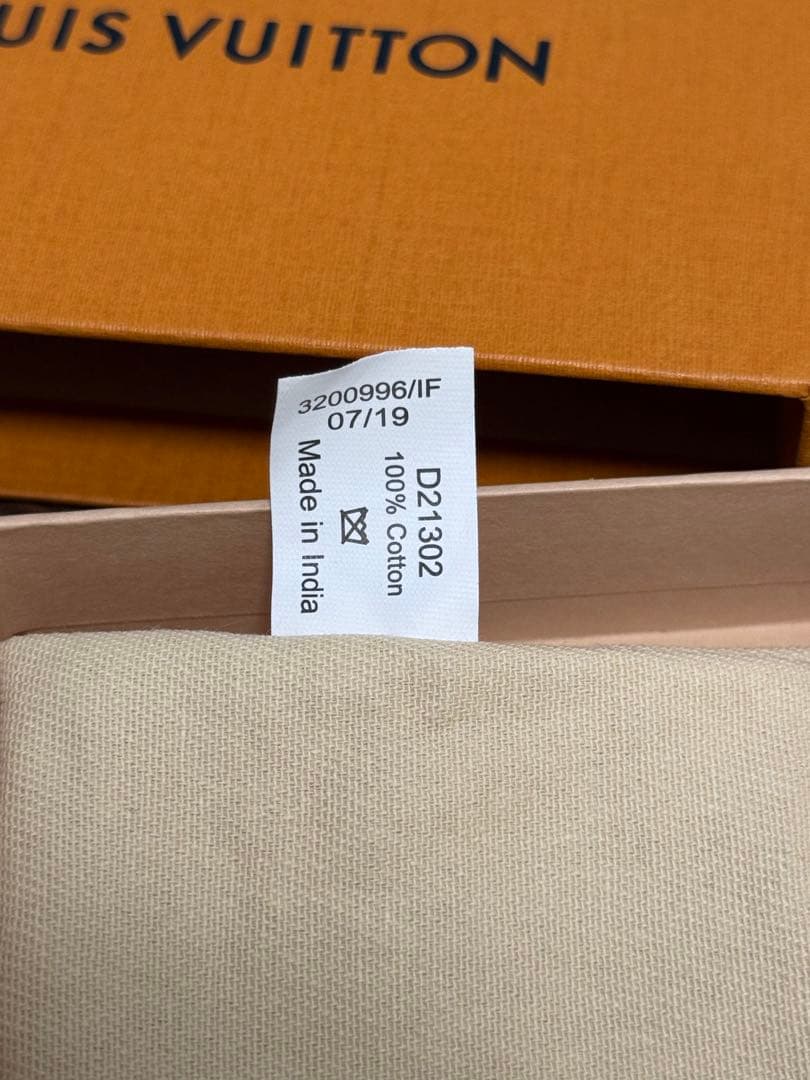 UIS VUITTON
3200996/IF
07/19
D21302
100% Cotton
Made in India